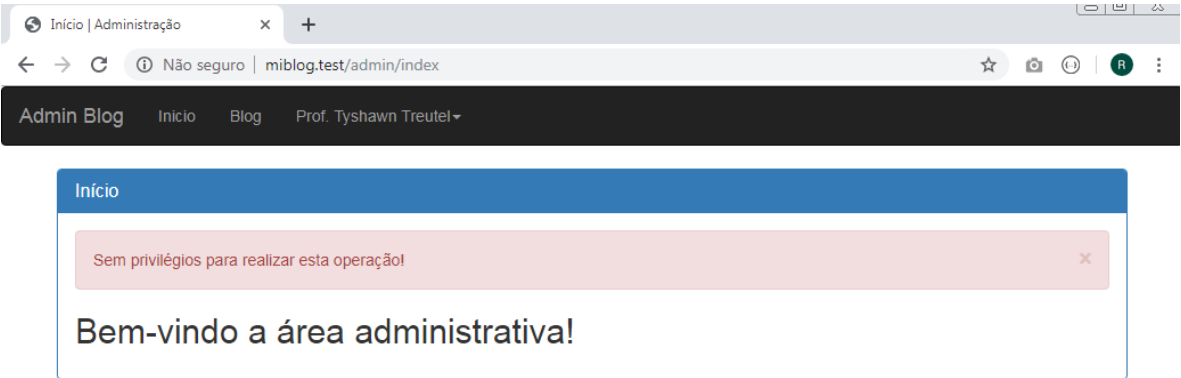 Início | Administração
Não seguro | miblog.test/admin/index
R
Admin Blog Inicio Blog Prof. Tyshawn Treutel
Início
Sem privilégios para realizar esta operação!
Bem-vindo a área administrativa!